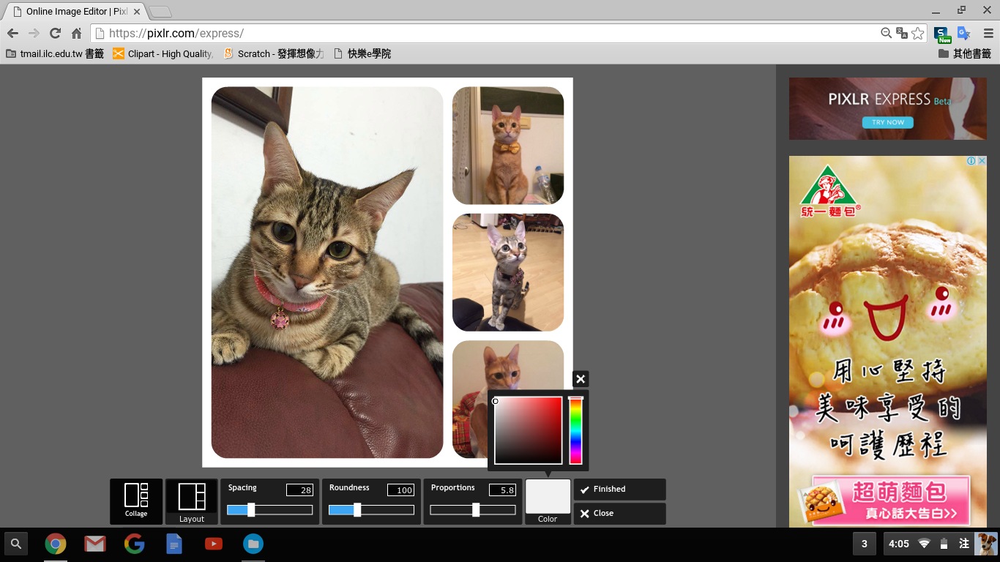 Online Image Editor | Pixl
https://pixlr.com/express/
New
tmail.ilc.edu.tw 書籤
Clipart - High Quality,
Scratch - 發揮想像力
快樂e學院
其他書籤
PIXLR EXPRESS Beta
TRY NOW
統一麵包®
用心堅持
美味享受的
呵護歷程
超萌麵包
真心話大告白>>
Collage
Layout
Spacing
28
Roundness
100
Proportions
5.8
Color
Finished
Close
3
4:05
注